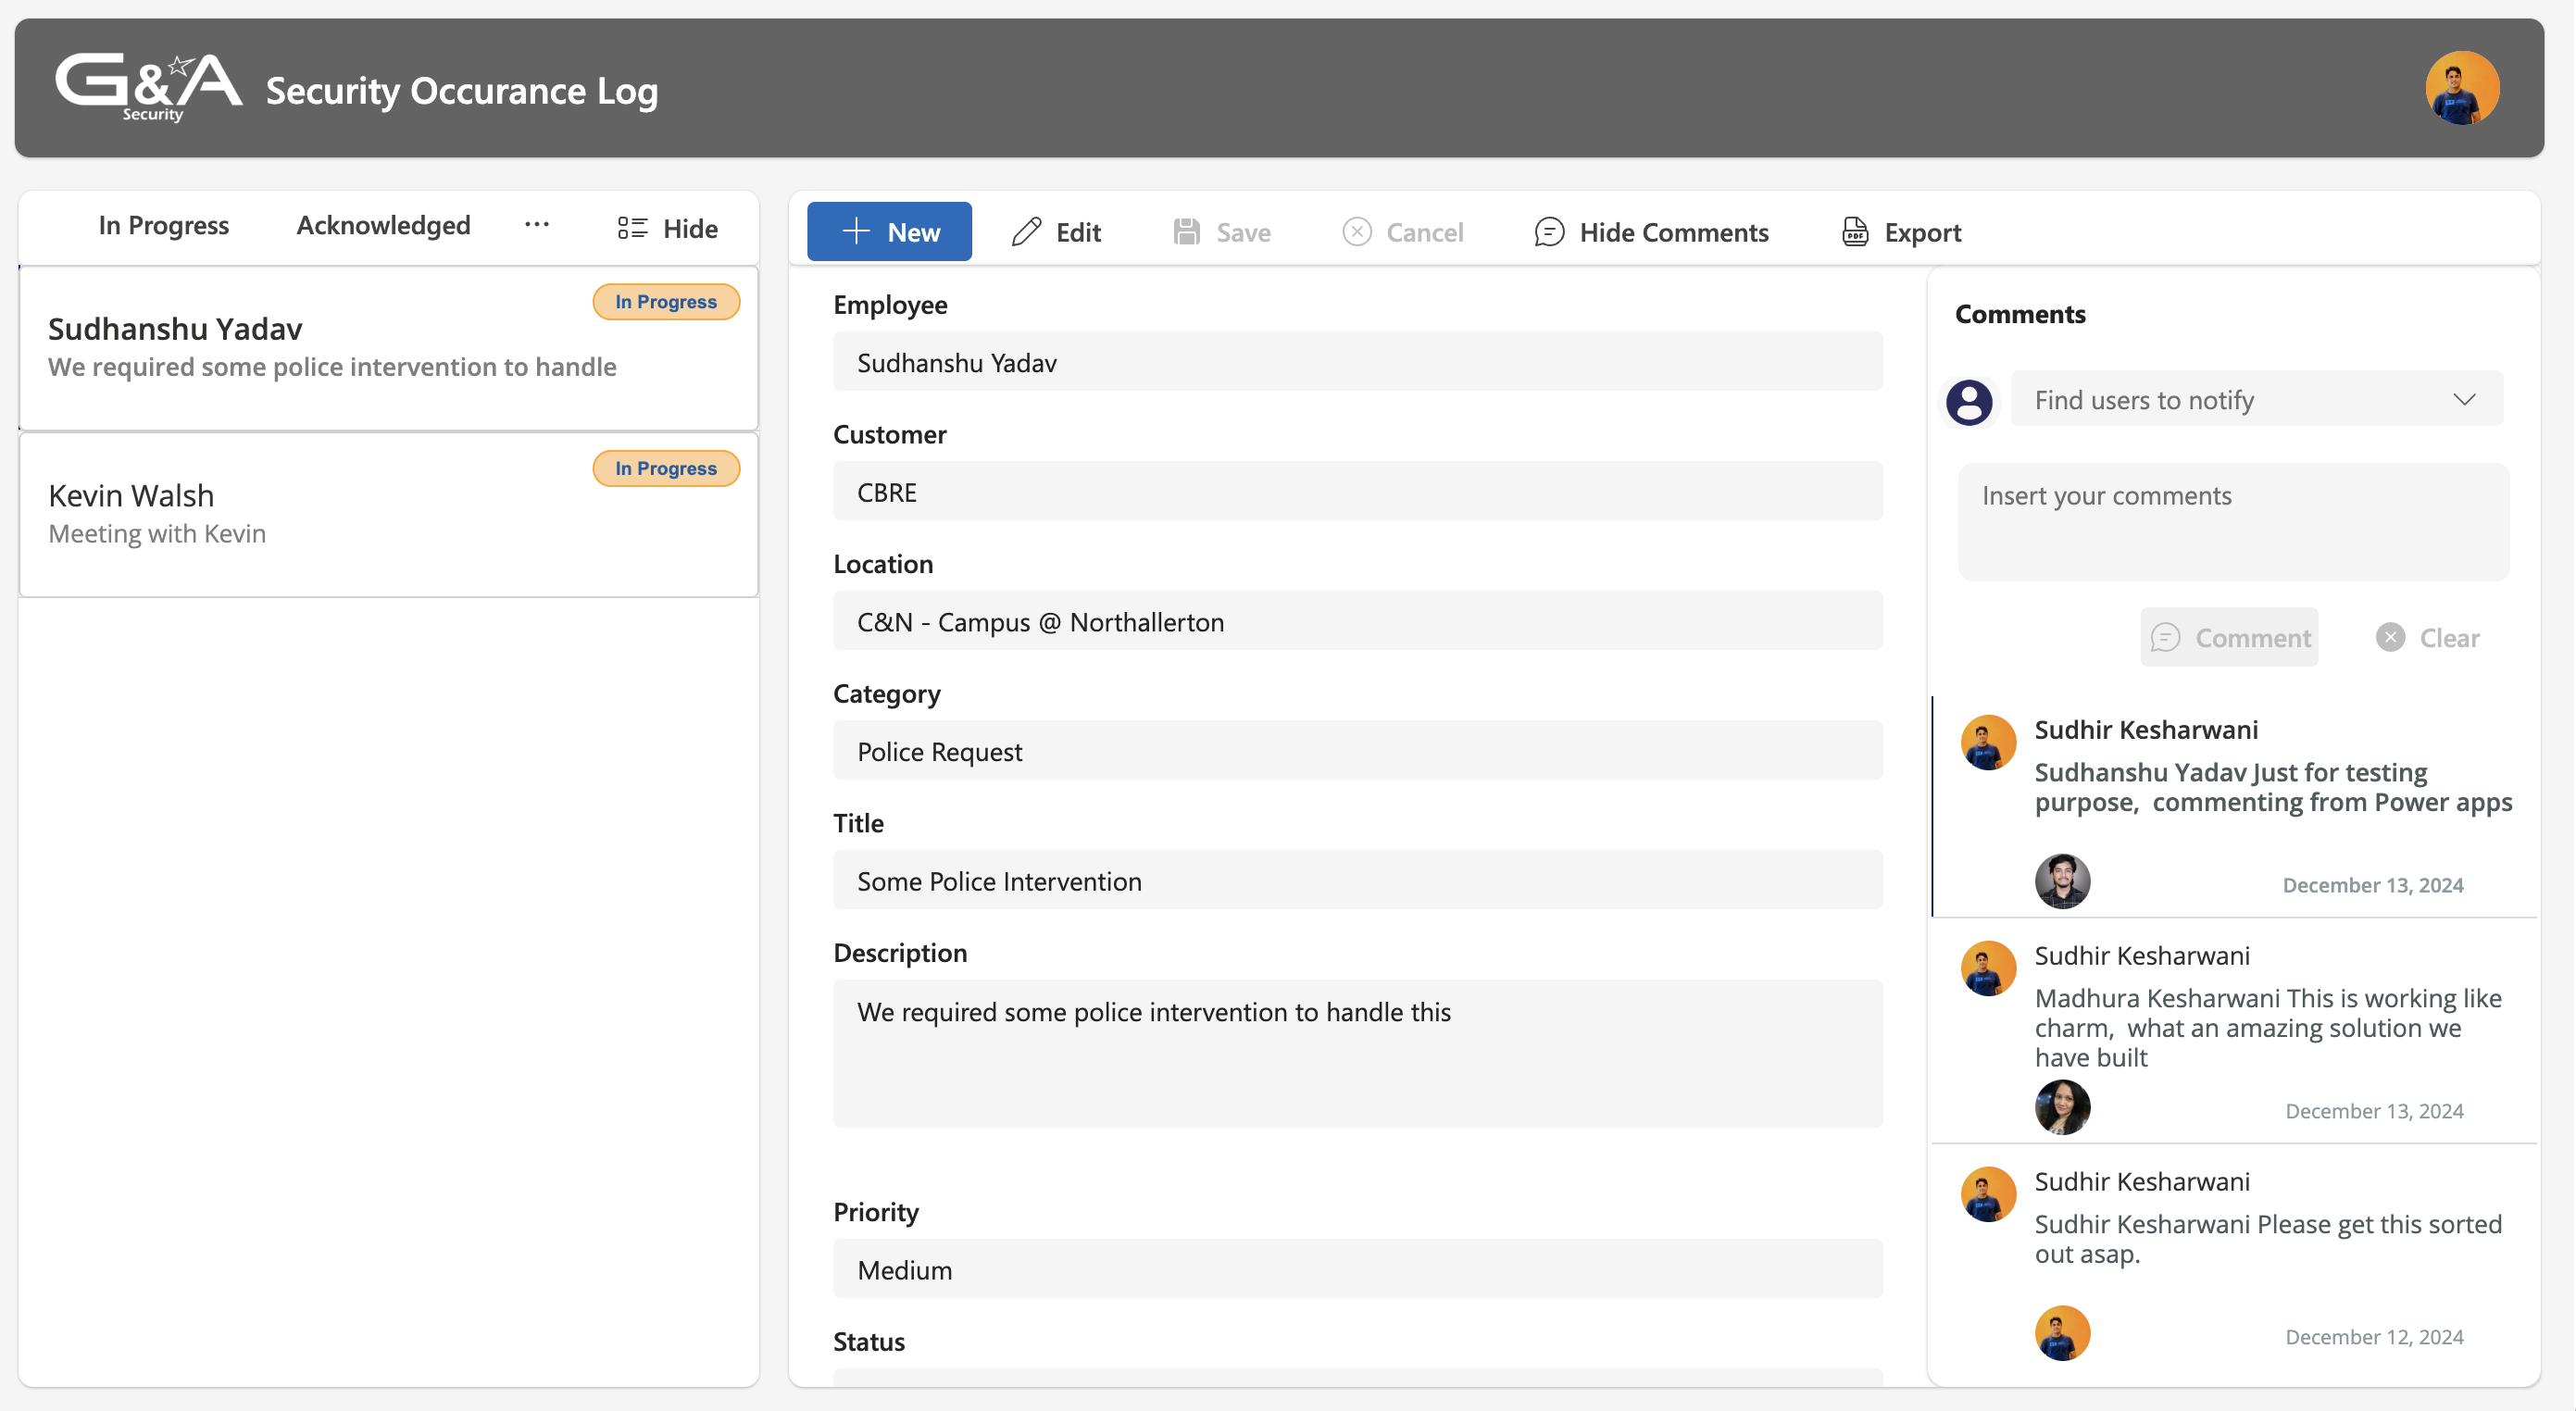 G&A
Security
Security Occurance Log
In Progress
Acknowledged
...
Hide
In Progress
Sudhanshu Yadav
We required some police intervention to handle
In Progress
Kevin Walsh
Meeting with Kevin
New
Edit
Save
Cancel
Hide Comments
PDF
Export
Employee
Sudhanshu Yadav
Customer
CBRE
Location
C&N - Campus @ Northallerton
Category
Police Request
Title
Some Police Intervention
Description
We required some police intervention to handle this
Priority
Medium
Status
Comments
Find users to notify
Insert your comments
Comment
Clear
Sudhir Kesharwani
Sudhanshu Yadav Just for testing
purpose,  commenting from Power apps
December 13, 2024
Sudhir Kesharwani
Madhura Kesharwani This is working like
charm,  what an amazing solution we
have built
December 13, 2024
Sudhir Kesharwani
Sudhir Kesharwani Please get this sorted
out asap.
December 12, 2024